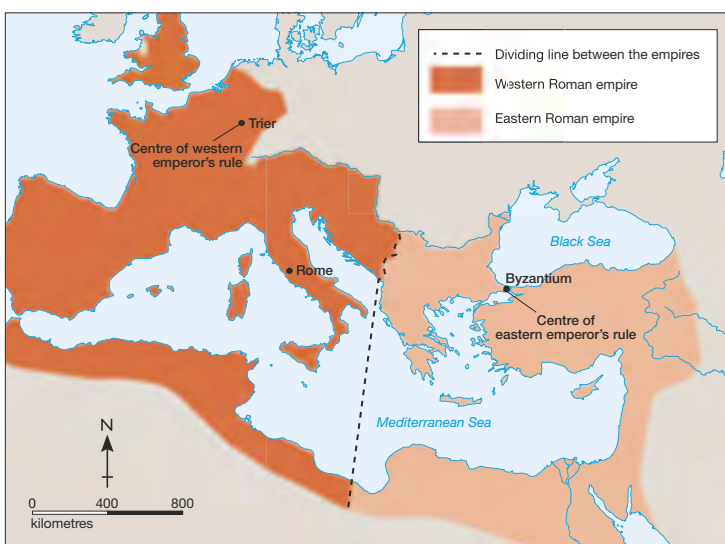 Dividing line between the empires
Western Roman empire
Eastern Roman empire
Trier
Centre of western
emperor's rule
Rome
Black Sea
Byzantium
Centre of
eastern emperor's rule
Mediterranean Sea
N
0 400 800
kilometres